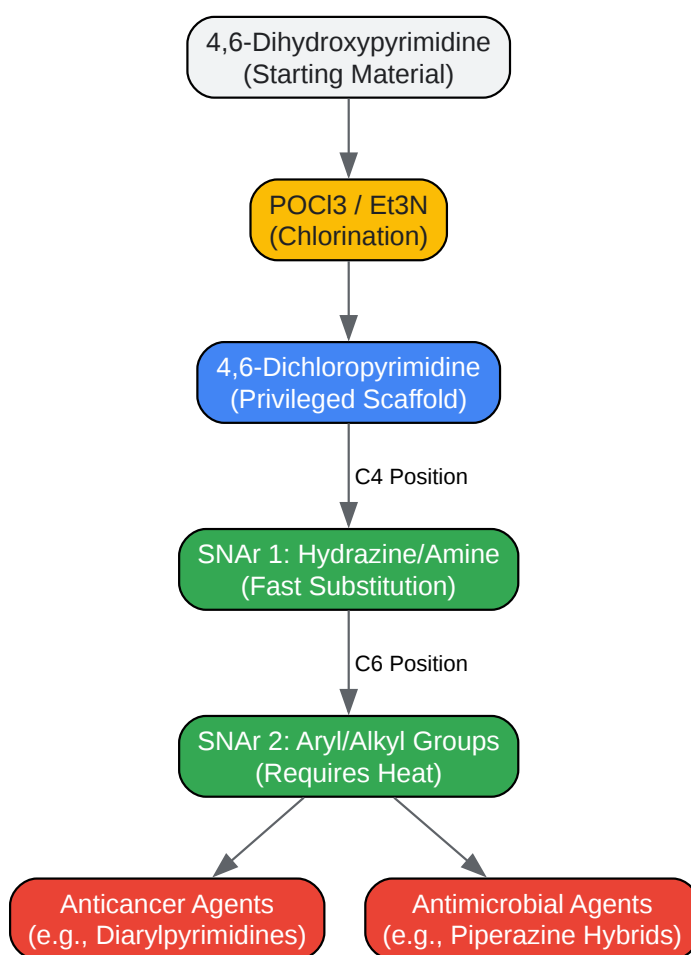 4,6-Dihydroxypyrimidine
(Starting Material)
POCl3 / Et3N
(Chlorination)
4,6-Dichloropyrimidine
(Privileged Scaffold)
C4 Position
SNAr 1: Hydrazine/Amine
(Fast Substitution)
C6 Position
SNAr 2: Aryl/Alkyl Groups
(Requires Heat)
Anticancer Agents
(e.g., Diarylpyrimidines)
Antimicrobial Agents
(e.g., Piperazine Hybrids)